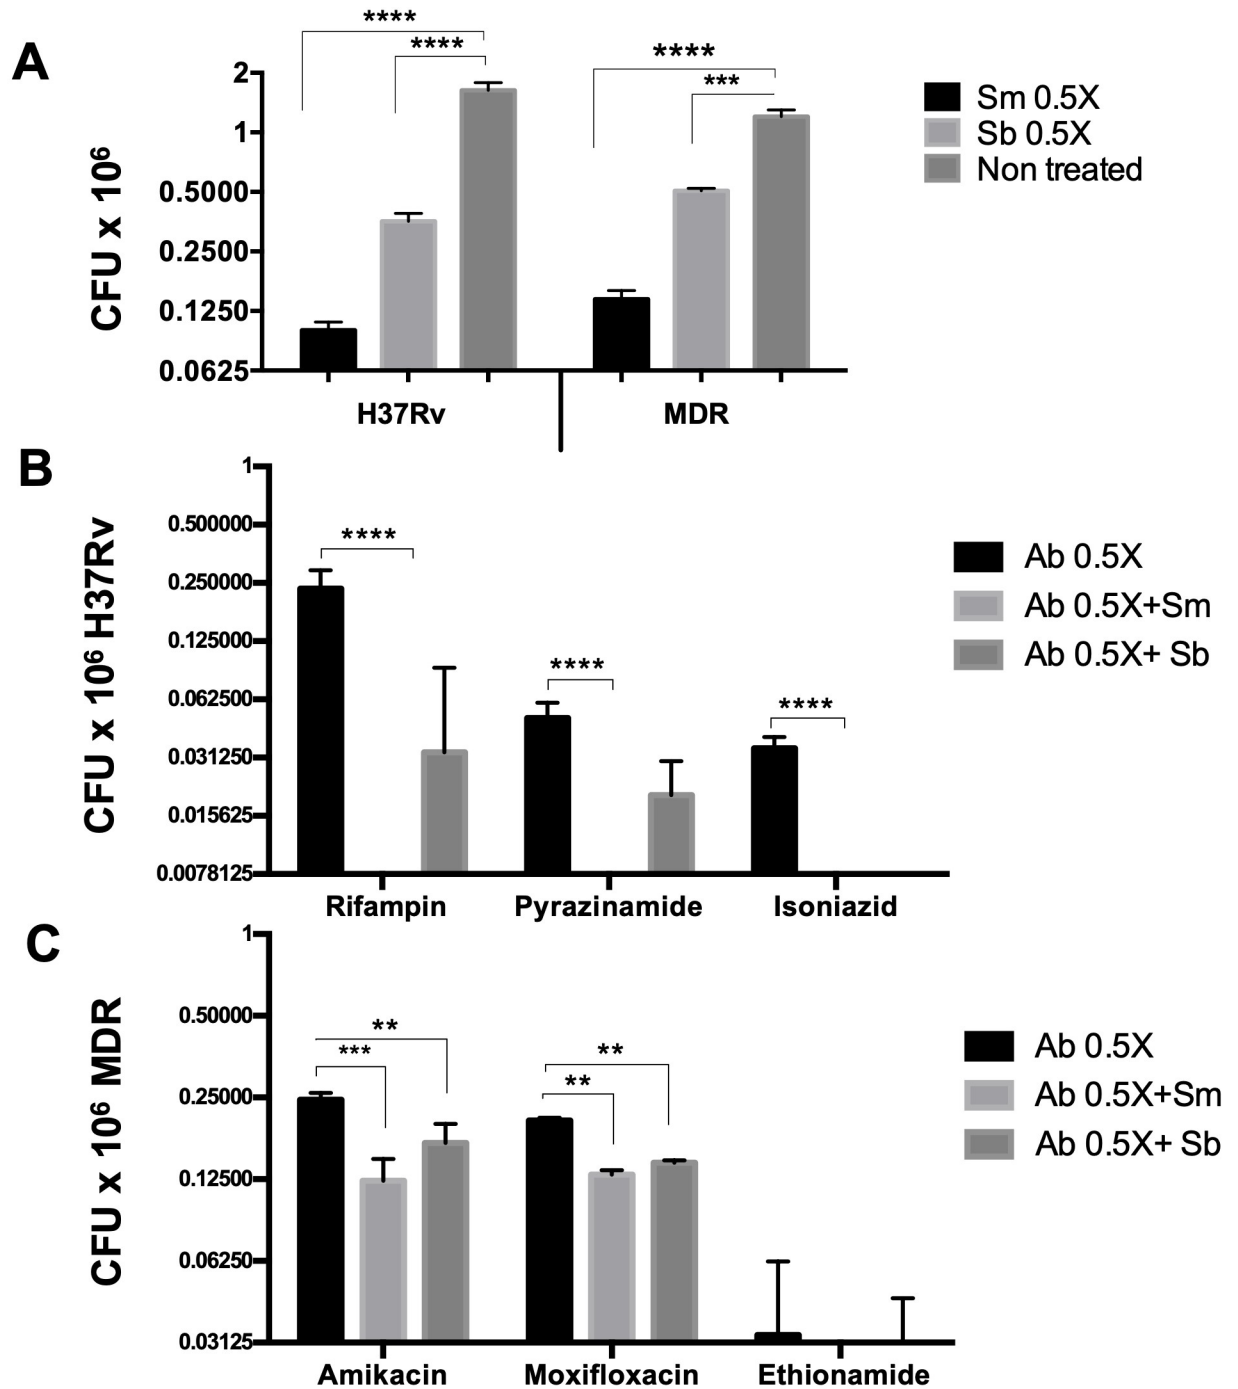 A
****
****
****
***
2
1
0.5000
0.2500
0.1250
0.0625
CFU x 10⁶
H37Rv
MDR
Sm 0.5X
Sb 0.5X
Non treated
B
1
0.500000
0.250000
0.125000
0.062500
0.031250
0.015625
0.0078125
CFU x 10⁶ H37Rv
****
****
****
Rifampin
Pyrazinamide
Isoniazid
Ab 0.5X
Ab 0.5X+Sm
Ab 0.5X+ Sb
C
1
0.50000
0.25000
0.12500
0.06250
0.03125
CFU x 10⁶ MDR
**
***
**
**
Amikacin
Moxifloxacin
Ethionamide
Ab 0.5X
Ab 0.5X+Sm
Ab 0.5X+ Sb